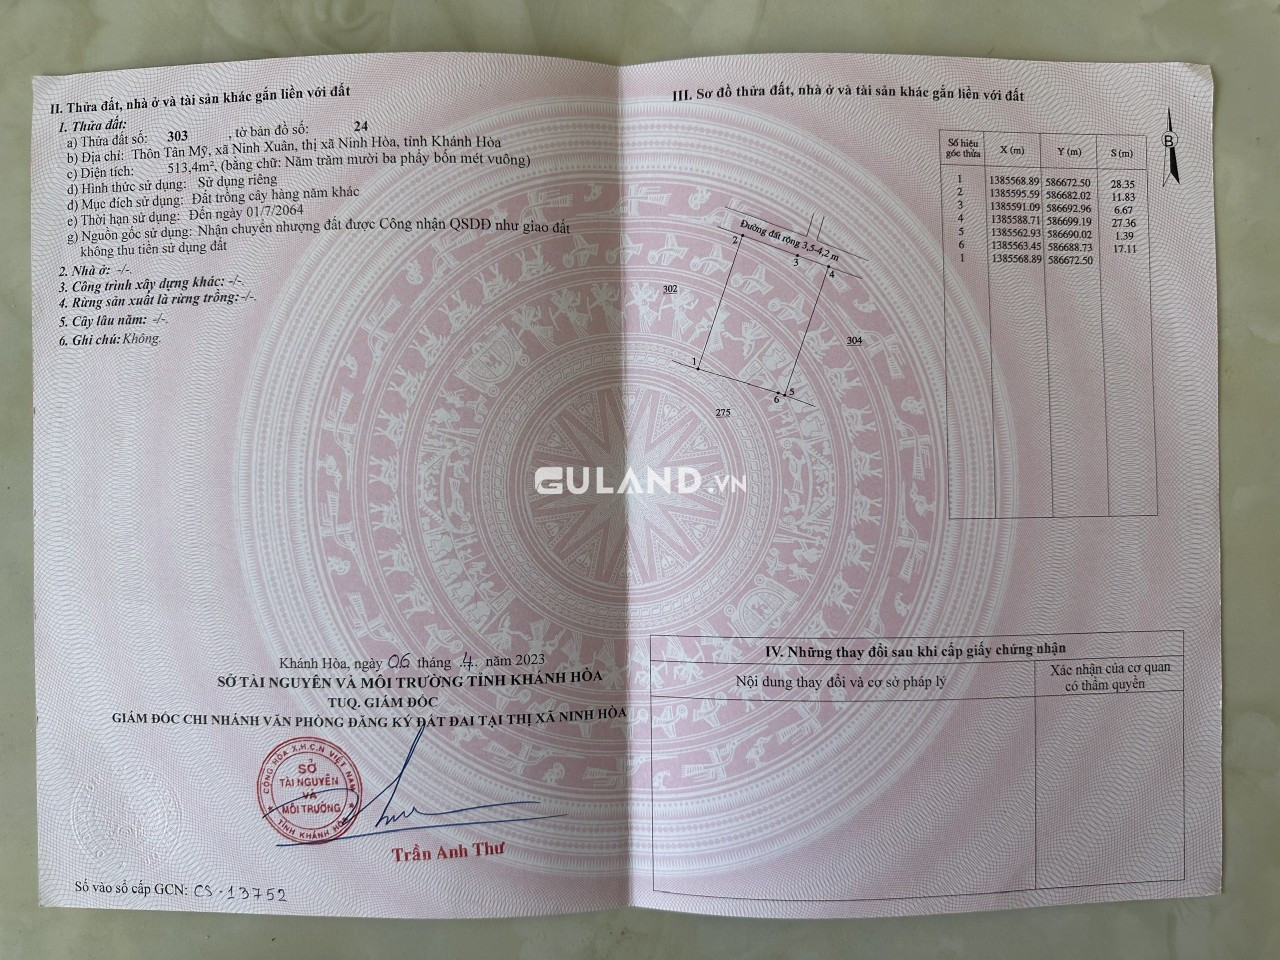 II. Thửa đất, nhà ở và tài sản khác gắn liền với đất
1. Thửa đất:
a) Thửa đất số: 303 , tờ bản đồ số: 24
b) Địa chỉ: Thôn Tân Mỹ, xã Ninh Xuân, thị xã Ninh Hòa, tỉnh Khánh Hòa
c) Diện tích: 513,4m², (bằng chữ: Năm trăm mười ba phẩy bốn mét vuông)
d) Hình thức sử dụng: Sử dụng riêng
đ) Mục đích sử dụng: Đất trồng cây hàng năm khác
e) Thời hạn sử dụng: Đến ngày 01/7/2064
g) Nguồn gốc sử dụng: Nhận chuyển nhượng đất được Công nhận QSDĐ như giao đất
không thu tiền sử dụng đất
2. Nhà ở: -/-.
3. Công trình xây dựng khác: -/-.
4. Rừng sản xuất là rừng trồng: -/-.
5. Cây lâu năm: -/-.
6. Ghi chú: Không.
Khánh Hòa, ngày 06 tháng 4. năm 2023
SỞ TÀI NGUYÊN VÀ MÔI TRƯỜNG TỈNH KHÁNH HÒA
TUQ. GIÁM ĐỐC
GIÁM ĐỐC CHI NHÁNH VĂN PHÒNG ĐĂNG KÝ ĐẤT ĐAI TẠI THỊ XÃ NINH HÒA
CỘNG HÒA X.H.C.N VIỆT NAM
SỞ
TÀI NGUYÊN
VÀ
MÔI TRƯỜNG
TỈNH KHÁNH HÒA
Trần Anh Thư
Số vào sổ cấp GCN: CS-13752
III. Sơ đồ thửa đất, nhà ở và tài sản khác gắn liền với đất
B
Đường đất rộng 3,5-4,2 m
2
3
4
302
304
1
5
6
275
Số hiệu góc thửa X (m) Y (m) S (m)
1 1385568.89 586672.50 28.35
2 1385595.59 586682.02 11.83
3 1385591.09 586692.96 6.67
4 1385588.71 586699.19 27.36
5 1385562.93 586690.02 1.39
6 1385563.45 586688.73 17.11
1 1385568.89 586672.50
GULAND.VN
IV. Những thay đổi sau khi cấp giấy chứng nhận
Nội dung thay đổi và cơ sở pháp lý
Xác nhận của cơ quan
có thẩm quyền